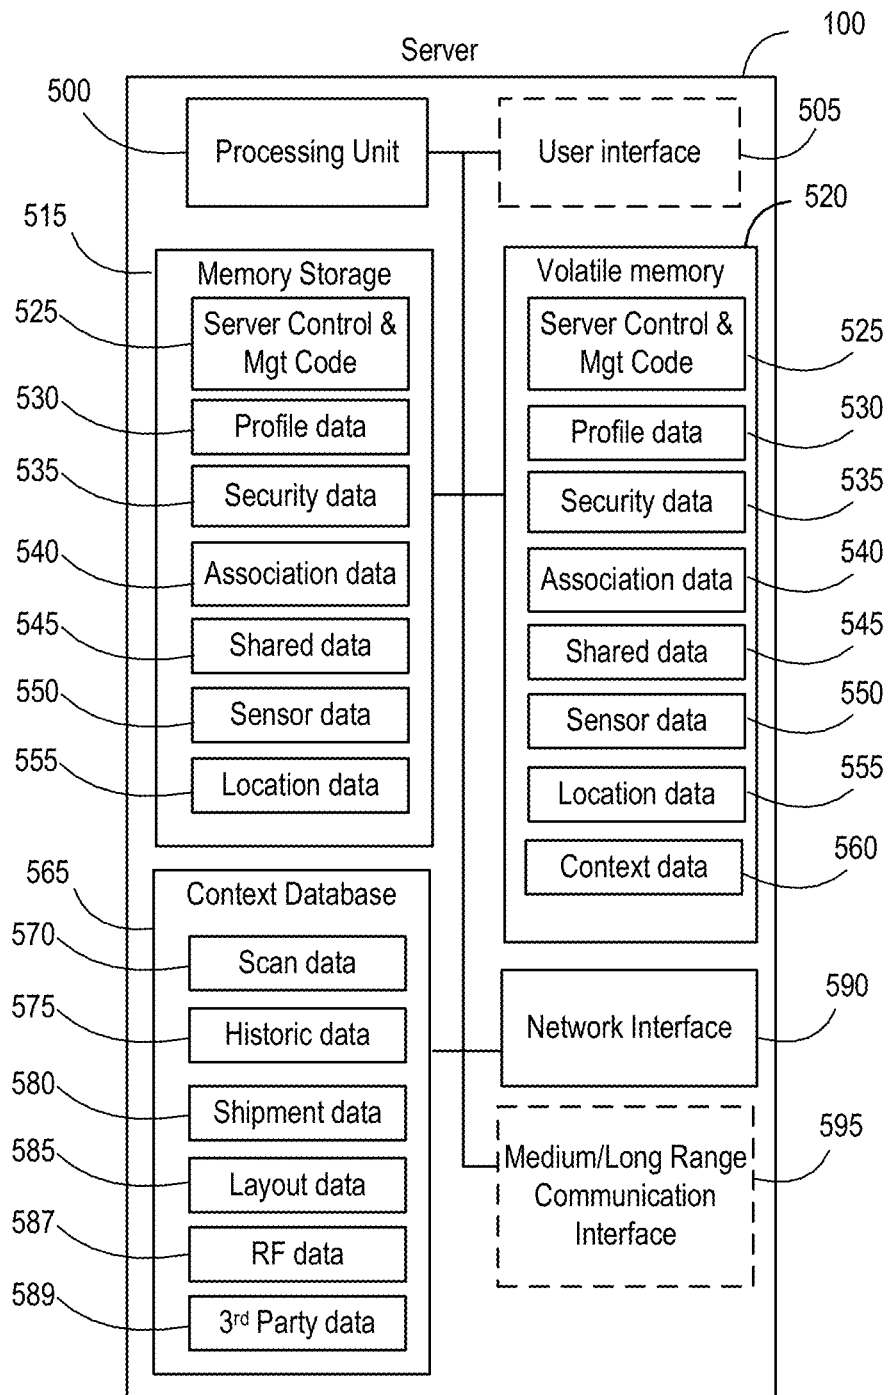 Server
100
500
Processing Unit
User interface
505
515
Memory Storage
525
Server Control &
Mgt Code
530
Profile data
535
Security data
540
Association data
545
Shared data
550
Sensor data
555
Location data
520
Volatile memory
Server Control &
Mgt Code
525
Profile data
530
Security data
535
Association data
540
Shared data
545
Sensor data
550
Location data
555
Context data
560
565
Context Database
570
Scan data
575
Historic data
580
Shipment data
585
Layout data
587
RF data
589
3rd Party data
Network Interface
590
Medium/Long Range
Communication
Interface
595